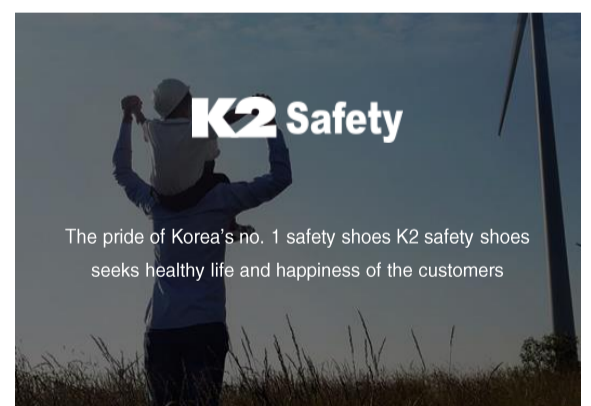 K2 Safety
The pride of Korea's no. 1 safety shoes K2 safety shoes
seeks healthy life and happiness of the customers